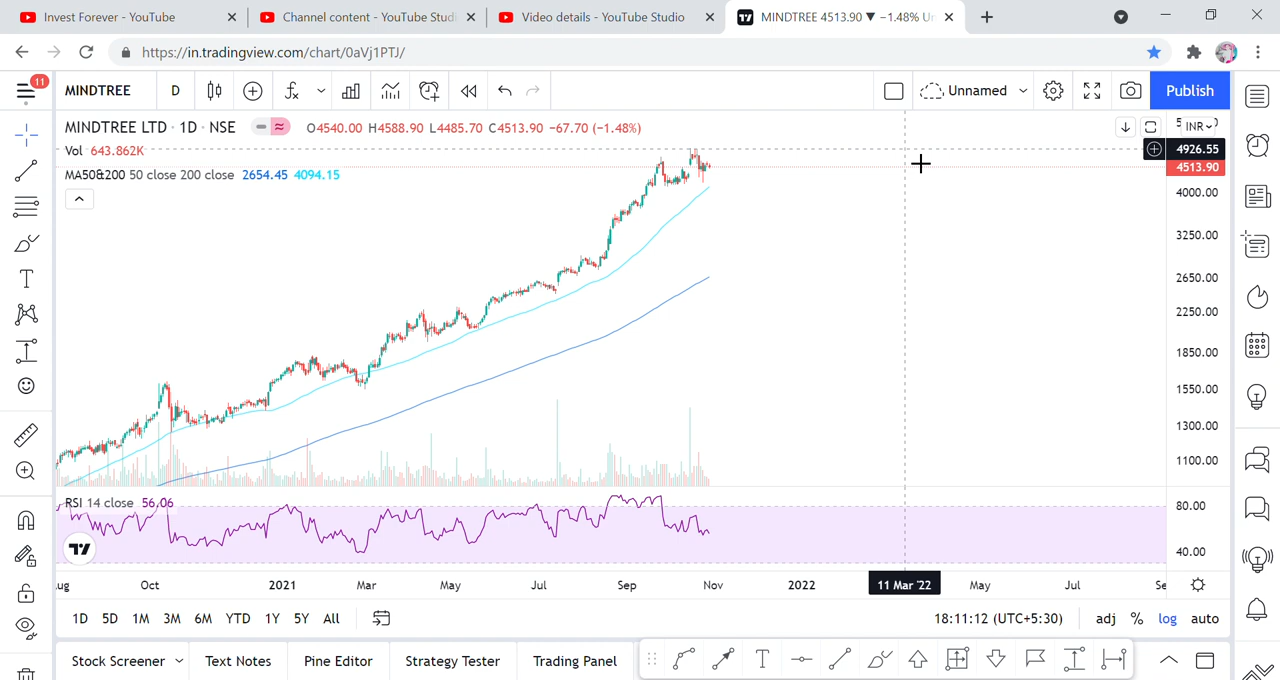 Invest Forever - YouTube
Channel content - YouTube Studi
Video details - YouTube Studio
MINDTREE 4513.90 ▼ −1.48% Un
https://in.tradingview.com/chart/0aVj1PTJ/
11
MINDTREE
D
Unnamed
Publish
MINDTREE LTD · 1D · NSE
O4540.00 H4588.90 L4485.70 C4513.90 −67.70 (−1.48%)
INR
Vol 643.862K
4926.55
4513.90
MA50&200 50 close 200 close 2654.45 4094.15
4000.00
3250.00
2650.00
2250.00
1850.00
1550.00
1300.00
1100.00
RSI 14 close 56.06
80.00
40.00
ug
Oct
2021
Mar
May
Jul
Sep
Nov
2022
11 Mar '22
May
Jul
Se
1D 5D 1M 3M 6M YTD 1Y 5Y All
18:11:12 (UTC+5:30)
adj % log auto
Stock Screener
Text Notes
Pine Editor
Strategy Tester
Trading Panel